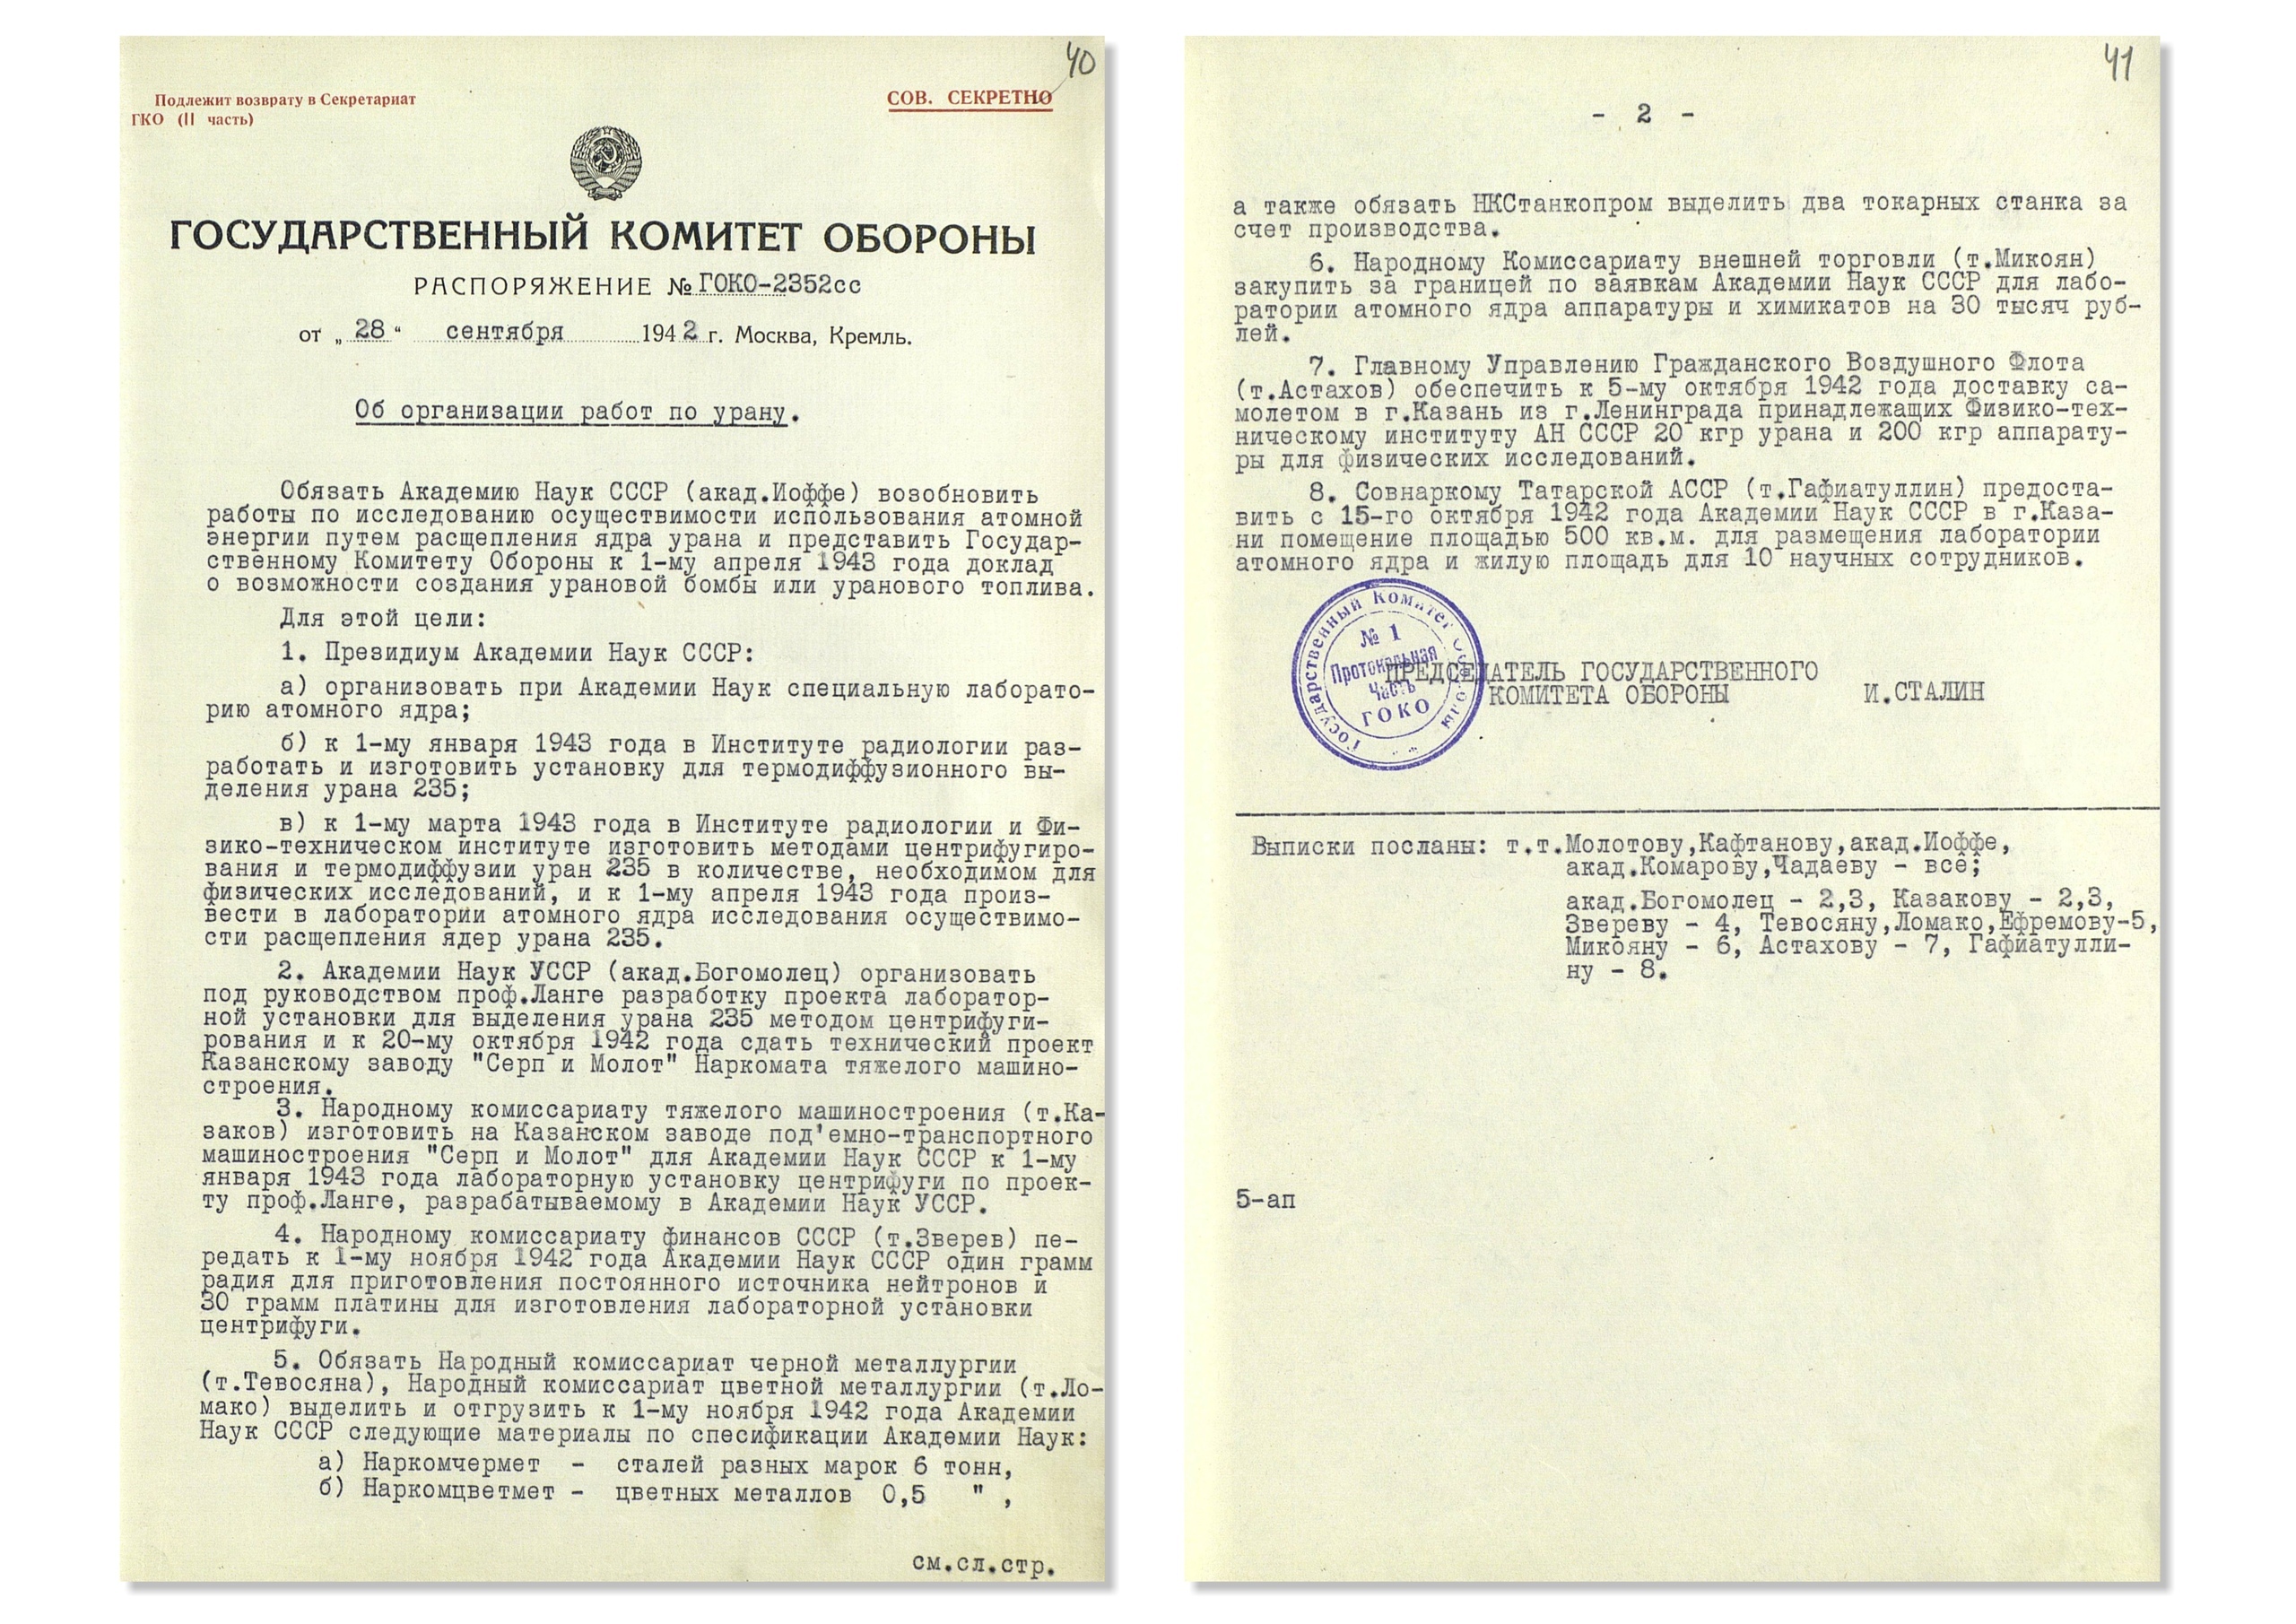 40
Подлежит возврату в Секретариат
ГКО (II часть)
СОВ. СЕКРЕТНО
ГОСУДАРСТВЕННЫЙ КОМИТЕТ ОБОРОНЫ
РАСПОРЯЖЕНИЕ № ГОКО-2352сс
от „ 28 “ сентября 1942 г. Москва, Кремль.
Об организации работ по урану.
Обязать Академию Наук СССР (акад.Иоффе) возобновить
работы по исследованию осуществимости использования атомной
энергии путем расщепления ядра урана и представить Государ-
ственному Комитету Обороны к 1-му апреля 1943 года доклад
о возможности создания урановой бомбы или уранового топлива.
Для этой цели:
1. Президиум Академии Наук СССР:
а) организовать при Академии Наук специальную лаборато-
рию атомного ядра;
б) к 1-му января 1943 года в Институте радиологии раз-
работать и изготовить установку для термодиффузионного вы-
деления урана 235;
в) к 1-му марта 1943 года в Институте радиологии и Фи-
зико-техническом институте изготовить методами центрифугиро-
вания и термодиффузии уран 235 в количестве, необходимом для
физических исследований, и к 1-му апреля 1943 года произ-
вести в лаборатории атомного ядра исследования осуществимо-
сти расщепления ядер урана 235.
2. Академии Наук УССР (акад.Богомолец) организовать
под руководством проф.Ланге разработку проекта лаборатор-
ной установки для выделения урана 235 методом центрифуги-
рования и к 20-му октября 1942 года сдать технический проект
Казанскому заводу "Серп и Молот" Наркомата тяжелого машино-
строения.
3. Народному комиссариату тяжелого машиностроения (т.Ка-
заков) изготовить на Казанском заводе под'емно-транспортного
машиностроения "Серп и Молот" для Академии Наук СССР к 1-му
января 1943 года лабораторную установку центрифуги по проек-
ту проф.Ланге, разрабатываемому в Академии Наук УССР.
4. Народному комиссариату финансов СССР (т.Зверев) пе-
редать к 1-му ноября 1942 года Академии Наук СССР один грамм
радия для приготовления постоянного источника нейтронов и
30 грамм платины для изготовления лабораторной установки
центрифуги.
5. Обязать Народный комиссариат черной металлургии
(т.Тевосяна), Народный комиссариат цветной металлургии (т.Ло-
мако) выделить и отгрузить к 1-му ноября 1942 года Академии
Наук СССР следующие материалы по спесификации Академии Наук:
а) Наркомчермет - сталей разных марок 6 тонн,
б) Наркомцветмет - цветных металлов 0,5 " ,
см.сл.стр.
41
- 2 -
а также обязать НКСтанкопром выделить два токарных станка за
счет производства.
6. Народному Комиссариату внешней торговли (т.Микоян)
закупить за границей по заявкам Академии Наук СССР для лабо-
ратории атомного ядра аппаратуры и химикатов на 30 тысяч руб-
лей.
7. Главному Управлению Гражданского Воздушного Флота
(т.Астахов) обеспечить к 5-му октября 1942 года доставку са-
молетом в г.Казань из г.Ленинграда принадлежащих Физико-тех-
ническому институту АН СССР 20 кгр урана и 200 кгр аппарату-
ры для физических исследований.
8. Совнаркому Татарской АССР (т.Гафиатуллин) предоста-
вить с 15-го октября 1942 года Академии Наук СССР в г.Каза-
ни помещение площадью 500 кв.м. для размещения лаборатории
атомного ядра и жилую площадь для 10 научных сотрудников.
Государственный Комитет Обороны
№ 1
Протокольная
часть
ГОКО
ПРЕДСЕДАТЕЛЬ ГОСУДАРСТВЕННОГО
КОМИТЕТА ОБОРОНЫ И.СТАЛИН
Выписки посланы: т.т.Молотову,Кафтанову,акад.Иоффе,
акад.Комарову,Чадаеву - всё;
акад.Богомолец - 2,3, Казакову - 2,3,
Звереву - 4, Тевосяну,Ломако,Ефремову-5,
Микояну - 6, Астахову - 7, Гафиатулли-
ну - 8.
5-ап